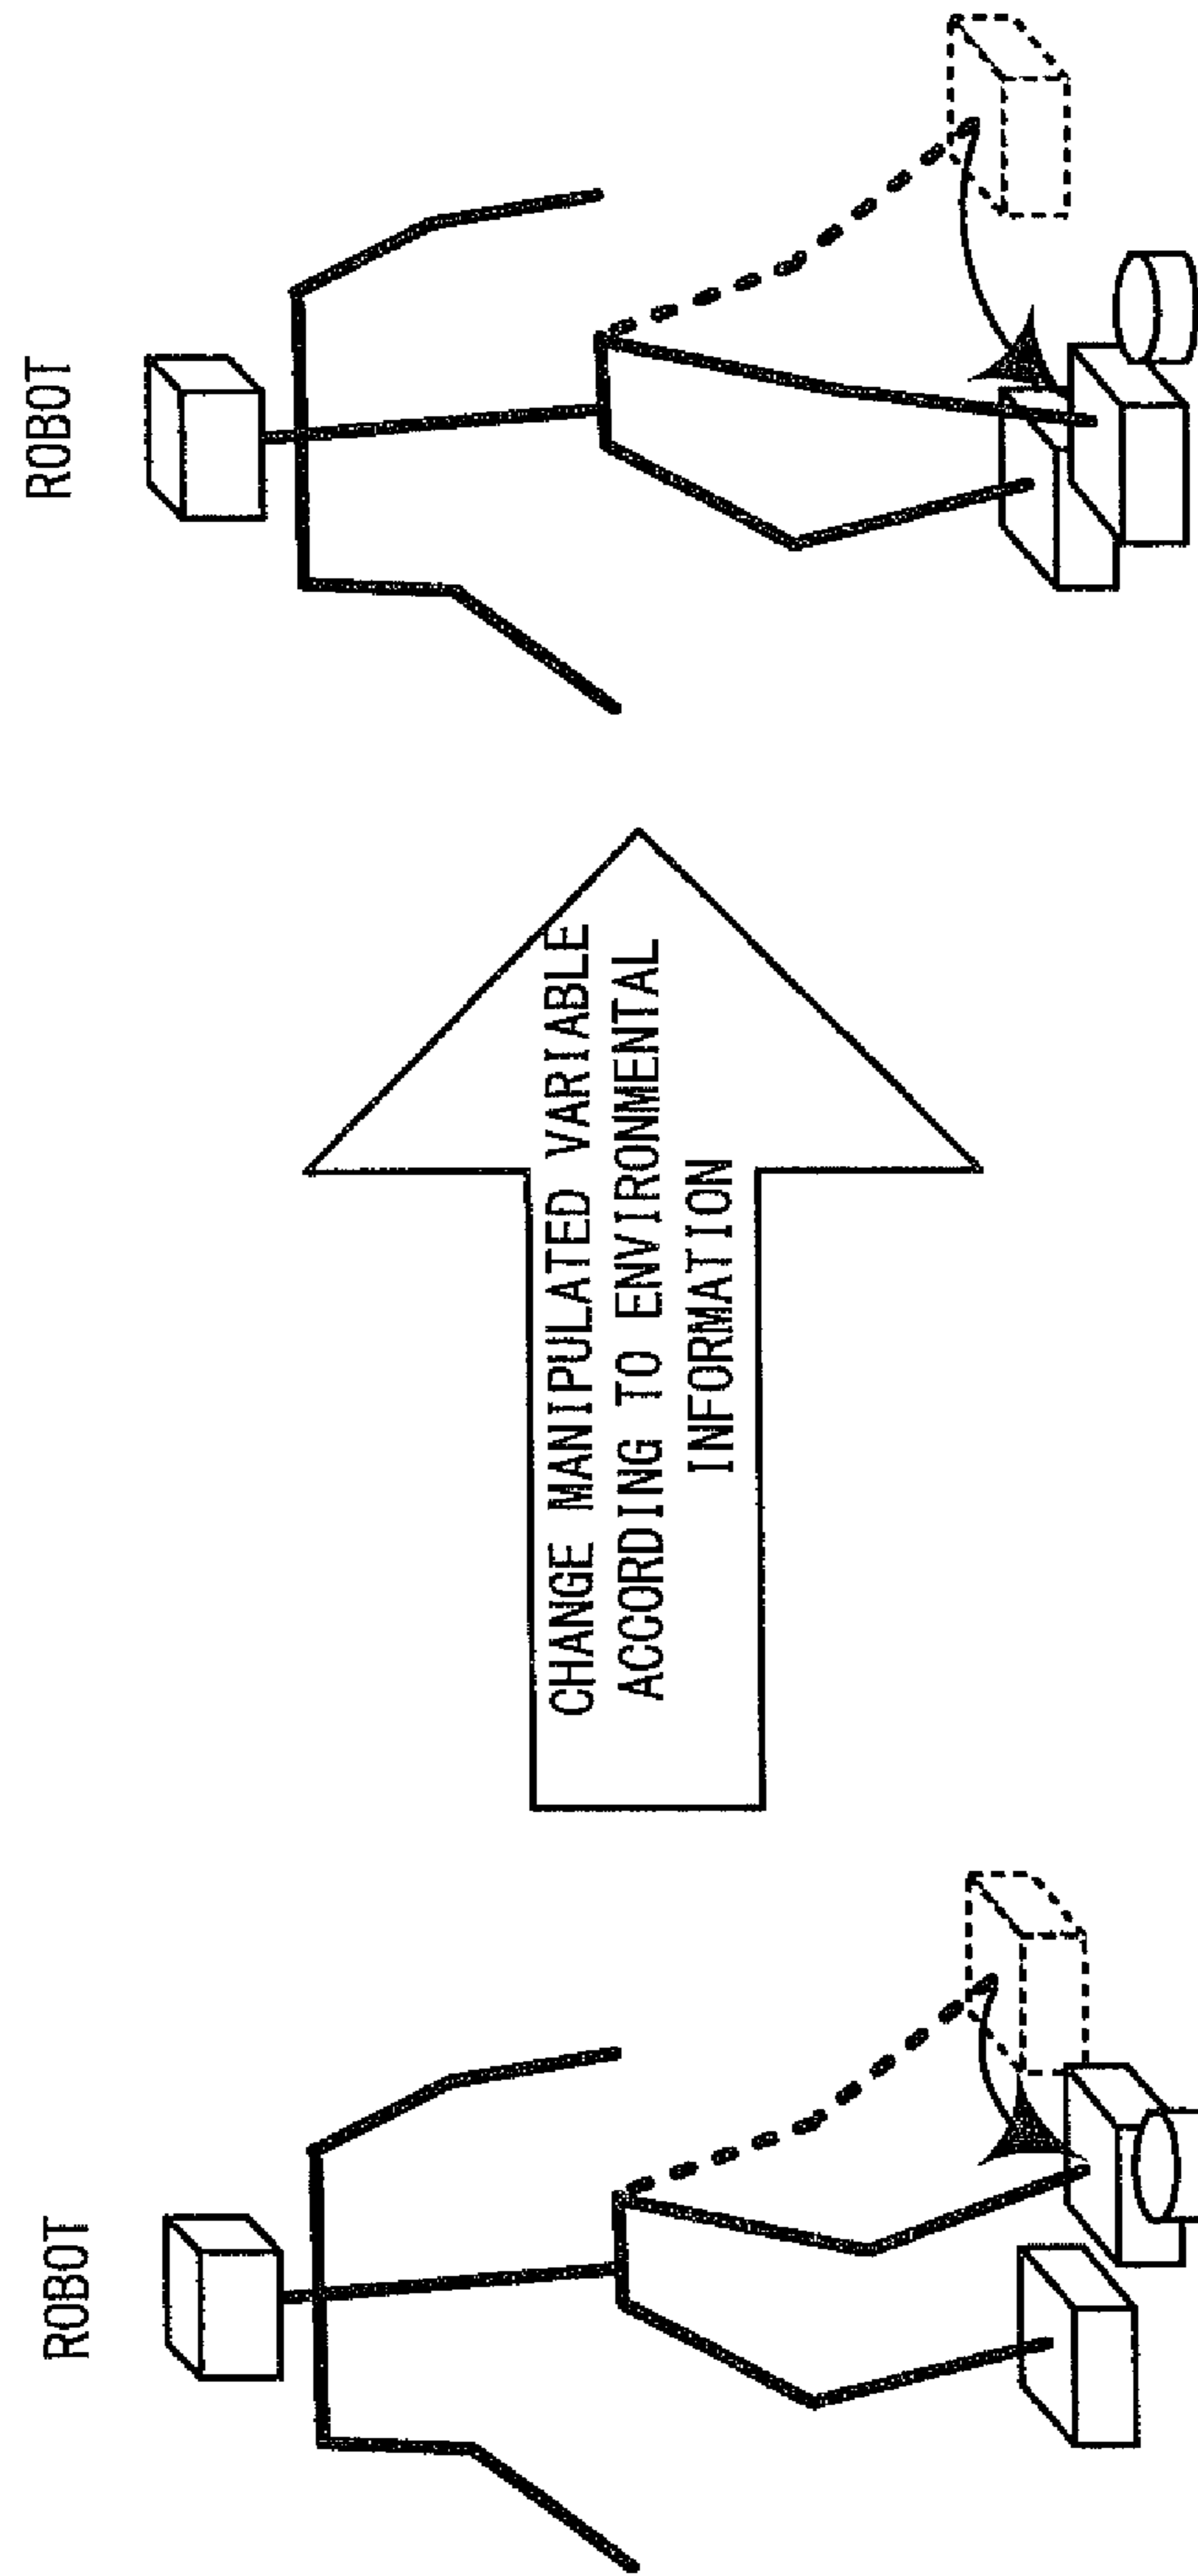 ROBOT
CHANGE MANIPULATED VARIABLE
ACCORDING TO ENVIRONMENTAL
INFORMATION
ROBOT